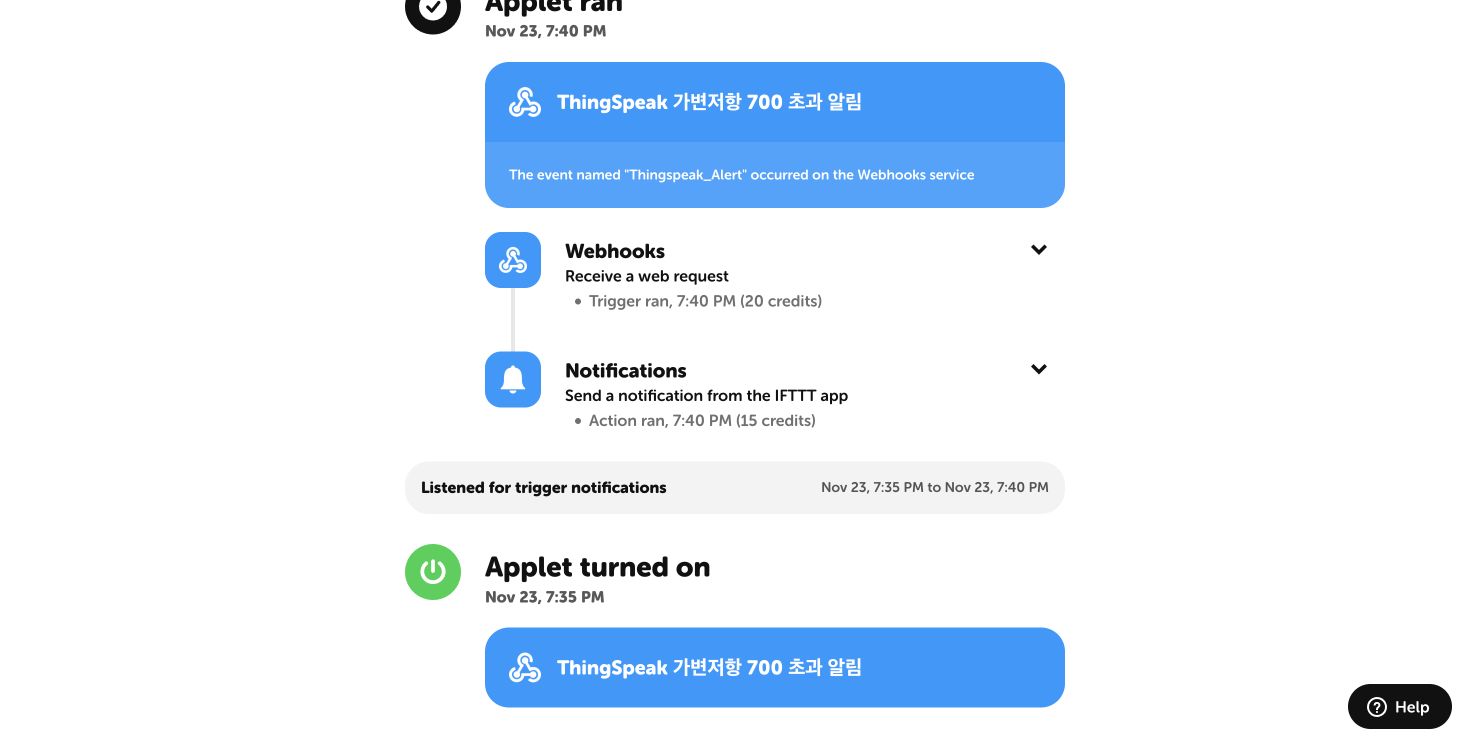 Applet ran
Nov 23, 7:40 PM
ThingSpeak 가변저항 700 초과 알림
The event named "Thingspeak_Alert" occurred on the Webhooks service
Webhooks
Receive a web request
• Trigger ran, 7:40 PM (20 credits)
Notifications
Send a notification from the IFTTT app
• Action ran, 7:40 PM (15 credits)
Listened for trigger notifications Nov 23, 7:35 PM to Nov 23, 7:40 PM
Applet turned on
Nov 23, 7:35 PM
ThingSpeak 가변저항 700 초과 알림
Help